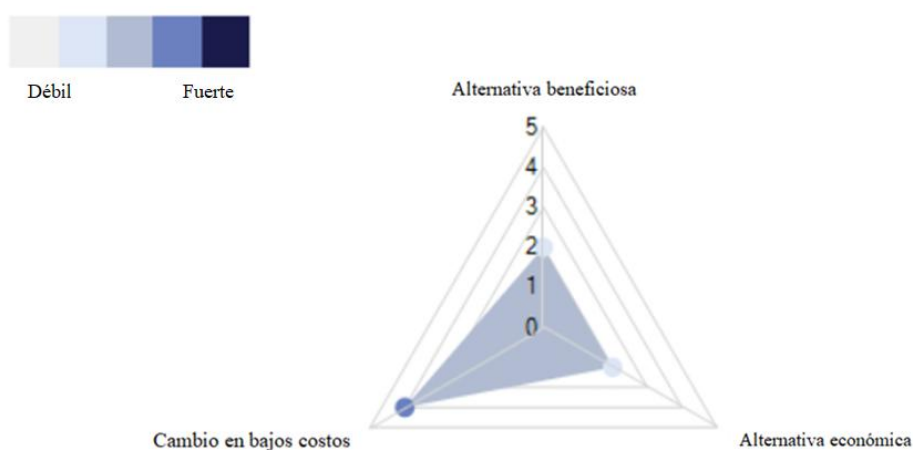 Débil Fuerte
Alternativa beneficiosa
5
4
3
2
1
0
Cambio en bajos costos
Alternativa económica